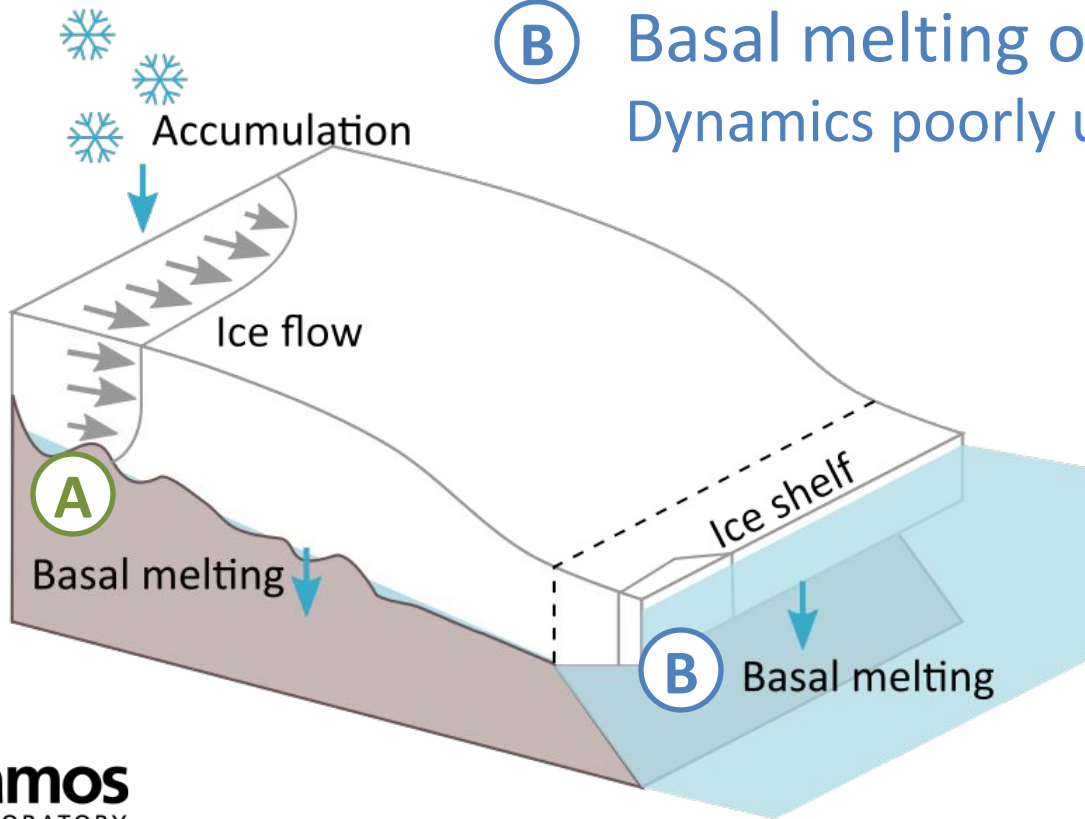 B Basal melting o
Dynamics poorly u
Accumulation
Ice flow
Ice shelf
A
Basal melting
B
Basal melting
amos